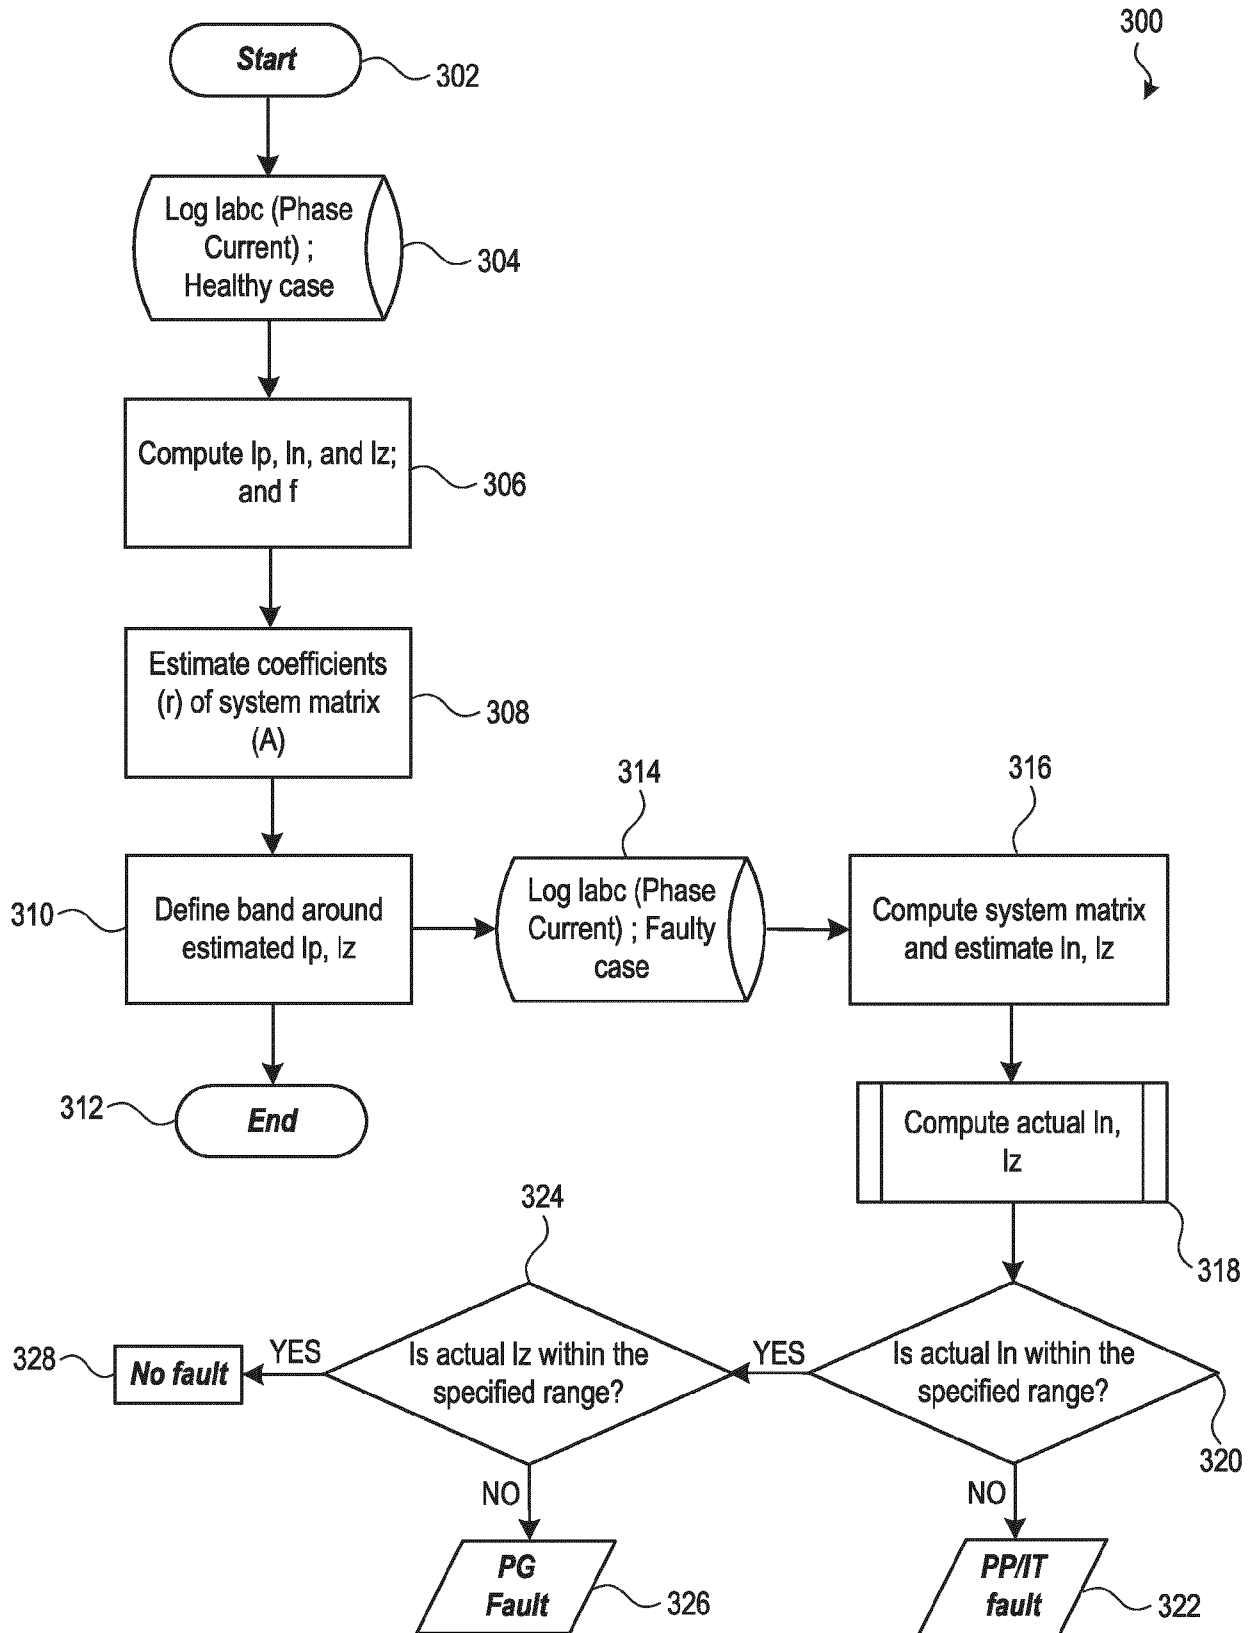 300
Start
302
Log Iabc (Phase
Current) ;
Healthy case
304
Compute Ip, In, and Iz;
and f
306
Estimate coefficients
(r) of system matrix
(A)
308
310
Define band around
estimated Ip, Iz
314
Log Iabc (Phase
Current) ; Faulty
case
316
Compute system matrix
and estimate In, Iz
312
End
Compute actual In,
Iz
318
324
328
No fault
YES
Is actual Iz within the
specified range?
YES
Is actual In within the
specified range?
320
NO
NO
PG
Fault
326
PP/IT
fault
322